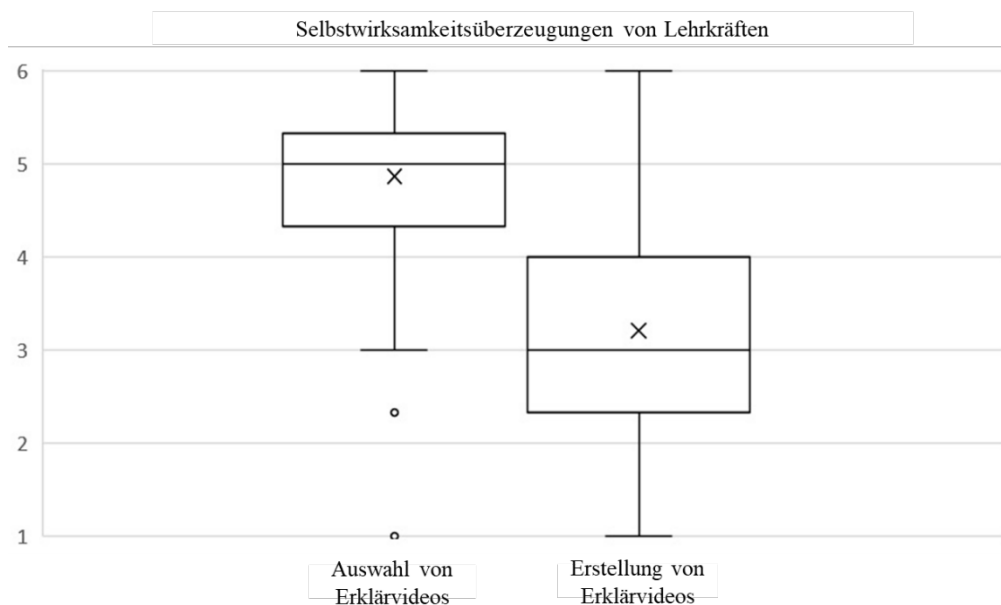 Selbstwirksamkeitsüberzeugungen von Lehrkräften
6
5
4
3
2
1
Auswahl von
Erklärvideos
Erstellung von
Erklärvideos